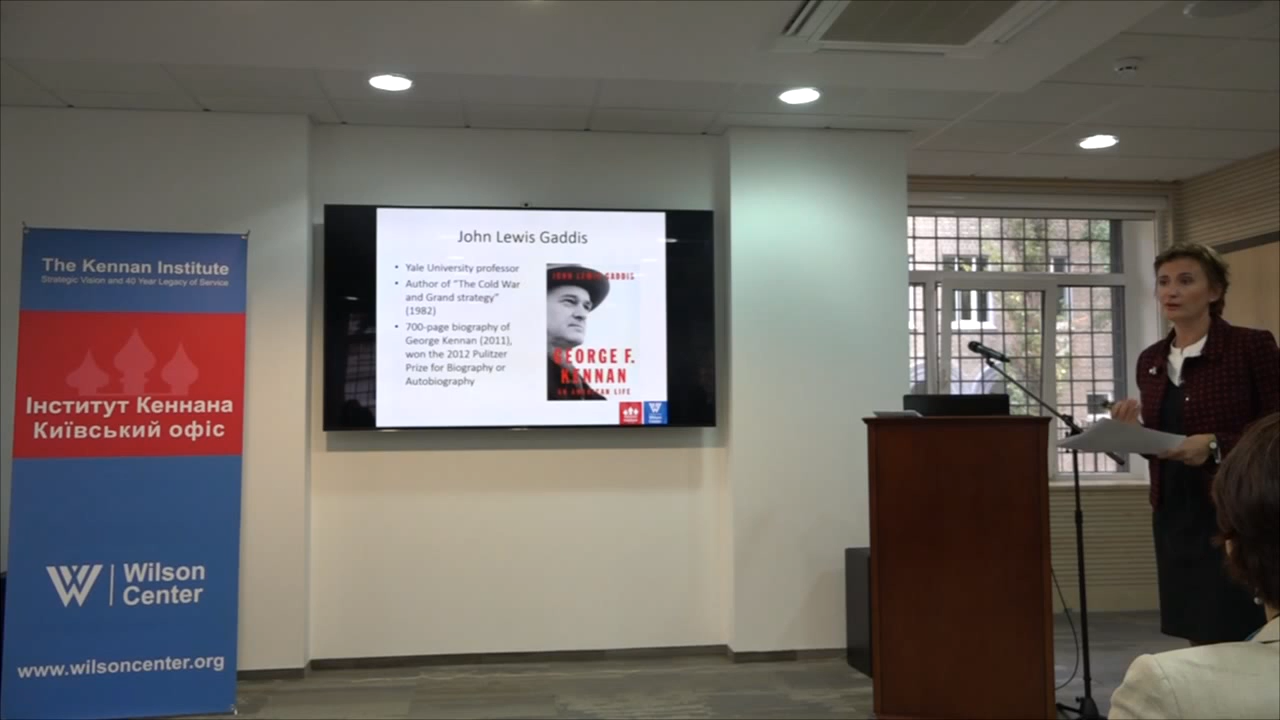 The Kennan Institute
Strategic Vision and 40 Year Legacy of Service
Інститут Кеннана
Київський офіс
Wilson
Center
www.wilsoncenter.org
John Lewis Gaddis
• Yale University professor
• Author of "The Cold War
and Grand strategy"
(1982)
• 700-page biography of
George Kennan (2011),
won the 2012 Pulitzer
Prize for Biography or
Autobiography
JOHN LEWIS GADDIS
GEORGE F.
KENNAN
AN AMERICAN LIFE
Wilson
Center